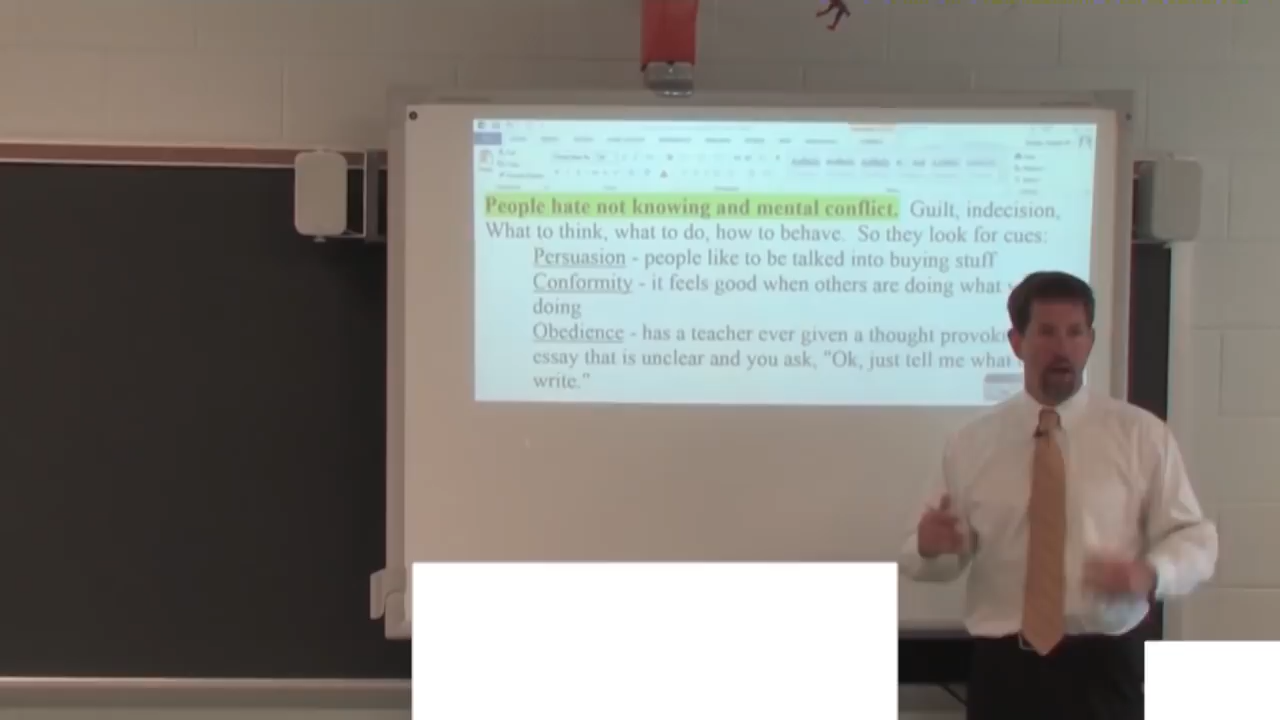 People hate not knowing and mental conflict. Guilt, indecision,
What to think, what to do, how to behave. So they look for cues:
Persuasion - people like to be talked into buying stuff
Conformity - it feels good when others are doing what
doing
Obedience - has a teacher ever given a thought
essay that is unclear and you ask, "Ok, just tell me what
write."